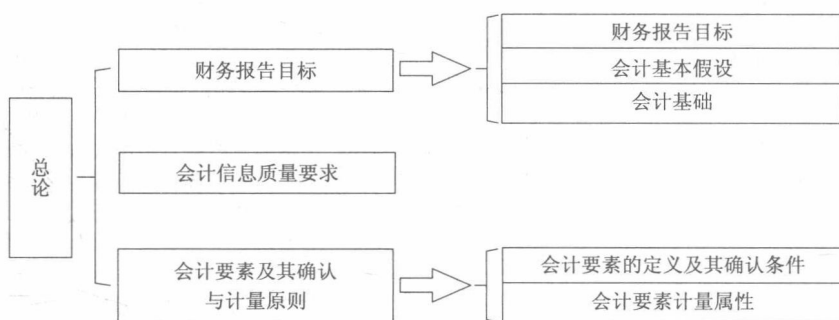 总论
财务报告目标
财务报告目标
会计基本假设
会计基础
会计信息质量要求
会计要素及其确认
与计量原则
会计要素的定义及其确认条件
会计要素计量属性